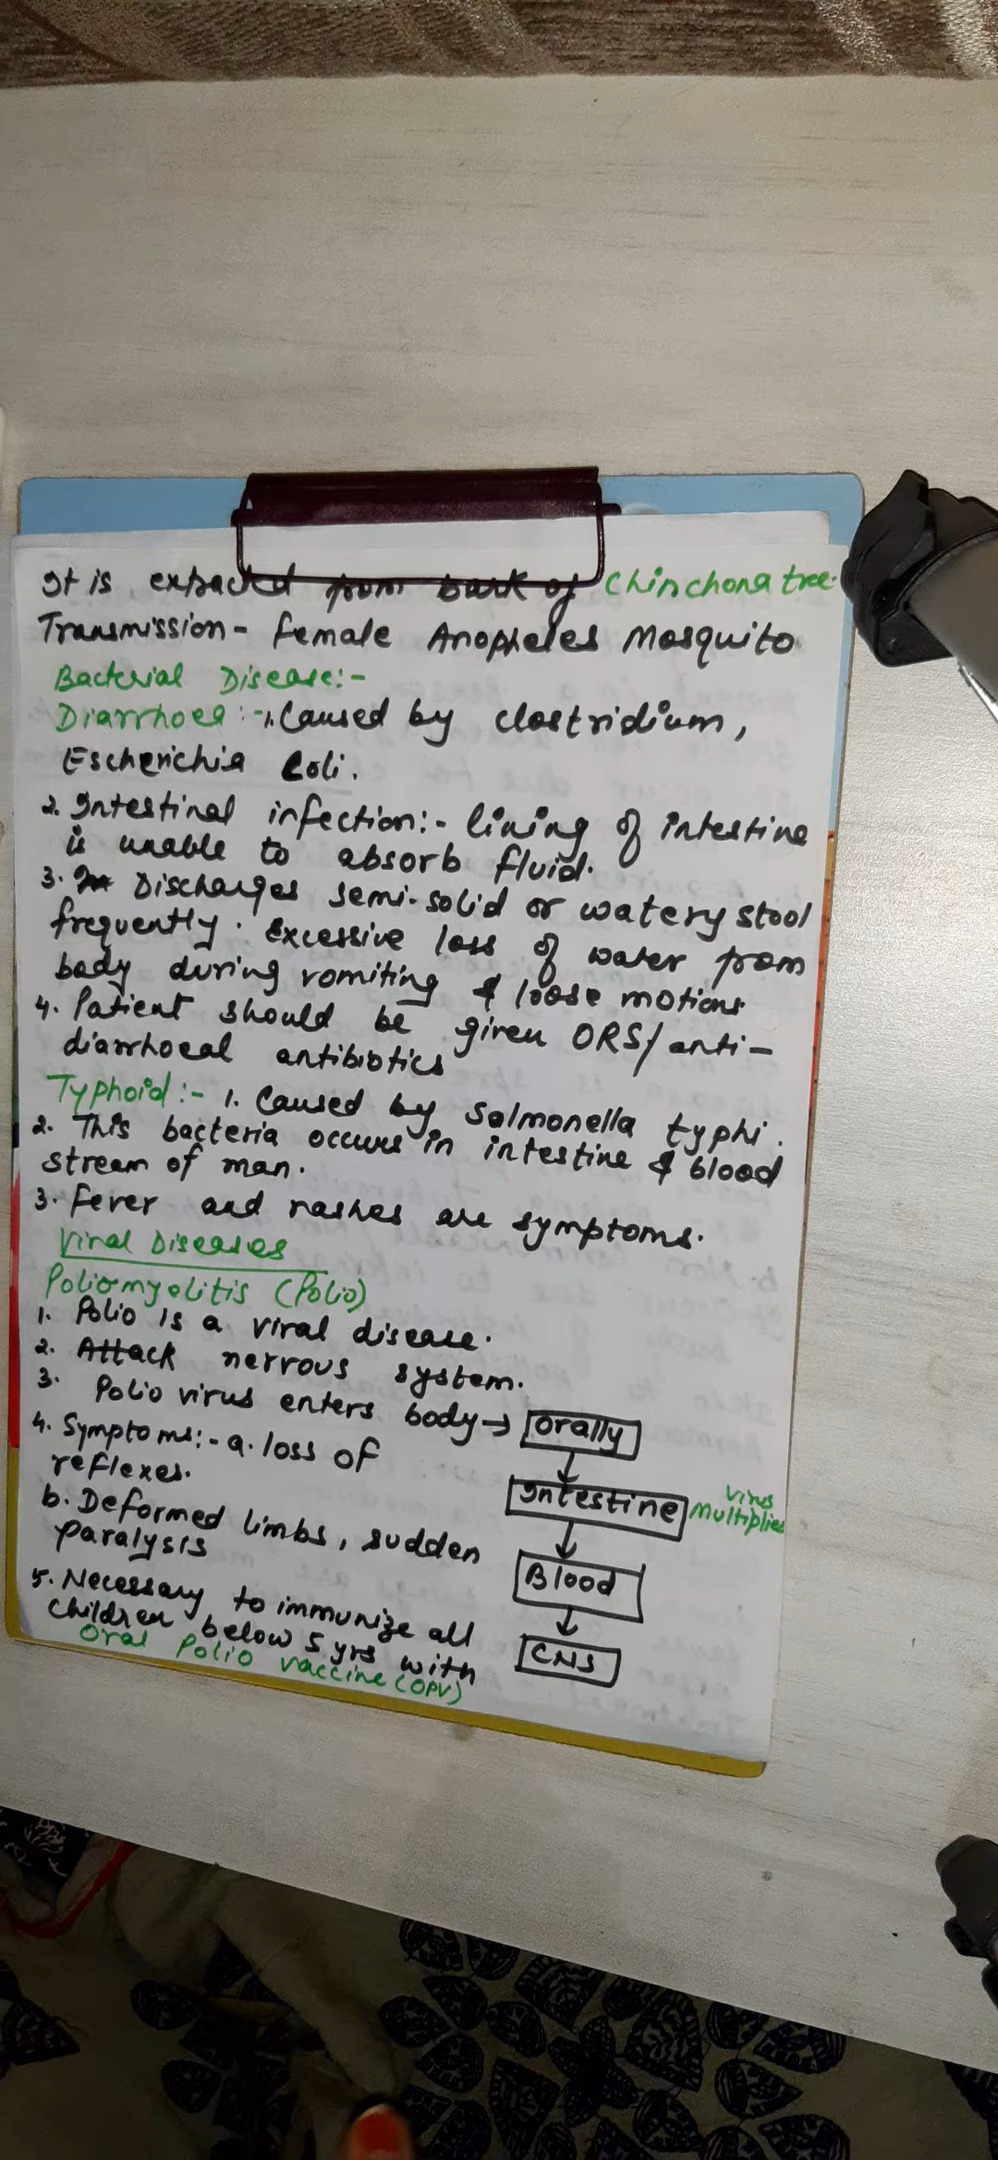 It is extracted from bark of Chinchona tree.
Transmission - female Anopheles Mosquito
Bacterial Disease:-
Diarrhoea:- 1. Caused by clostridium,
Escherichia Coli.
2. Intestinal infection:- lining of intestine
is unable to absorb fluid.
3. Discharges semi-solid or watery stool
frequently. Excessive loss of water from
body during vomiting & loose motions
4. Patient should be given ORS/anti-
diarrhoeal antibiotics
Typhoid:- 1. Caused by Salmonella typhi.
2. This bacteria occurs in intestine & blood
stream of man.
3. Fever and rashes are symptoms.
Viral Diseases
Poliomyolitis (Polio)
1. Polio is a viral disease.
2. Attack nervous system.
3. Polio virus enters body → Orally
4. Symptoms:- a. loss of
reflexes.
Intestine
virus
multiplies
b. Deformed limbs, sudden
paralysis
Blood
5. Necessary to immunize all
children below 5 yrs with
CNS
Oral Polio vaccine (OPV)